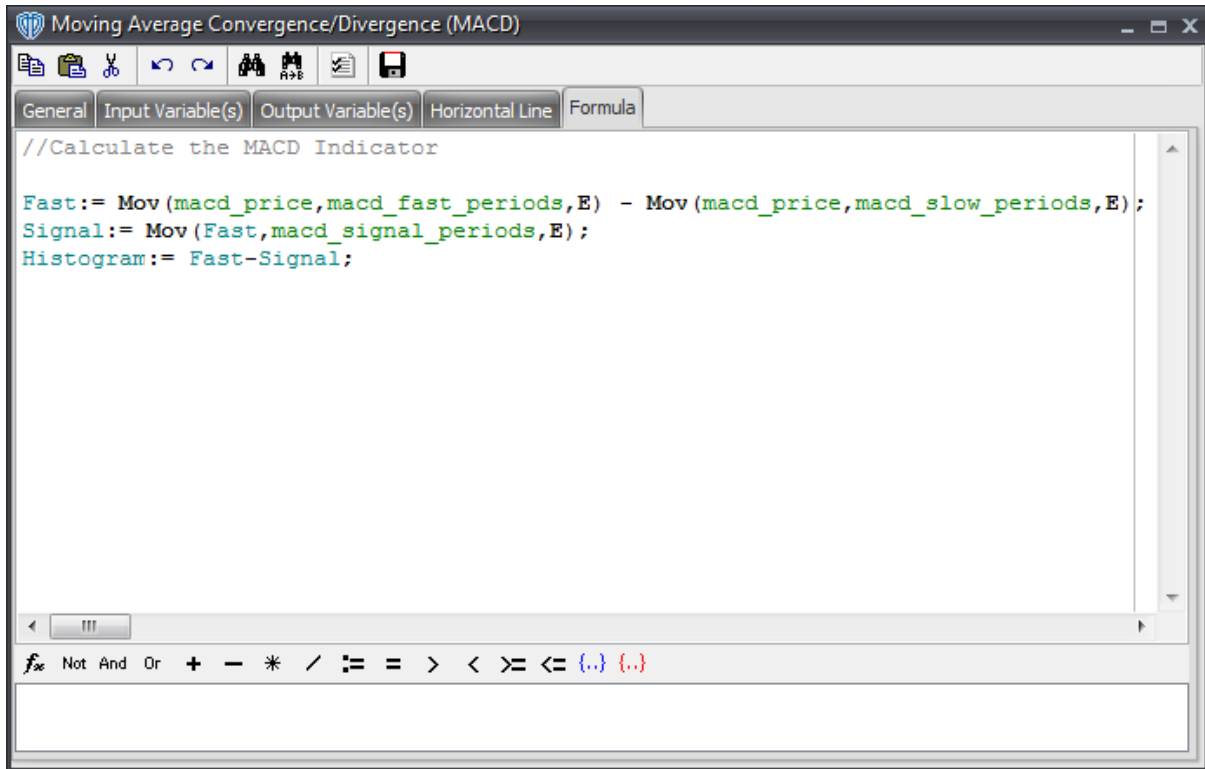 Moving Average Convergence/Divergence (MACD)
A→B
General Input Variable(s) Output Variable(s) Horizontal Line Formula
//Calculate the MACD Indicator
Fast:= Mov(macd_price,macd_fast_periods,E) - Mov(macd_price,macd_slow_periods,E);
Signal:= Mov(Fast,macd_signal_periods,E);
Histogram:= Fast-Signal;
fx Not And Or + − * / := = > < >= <= {..} {..}